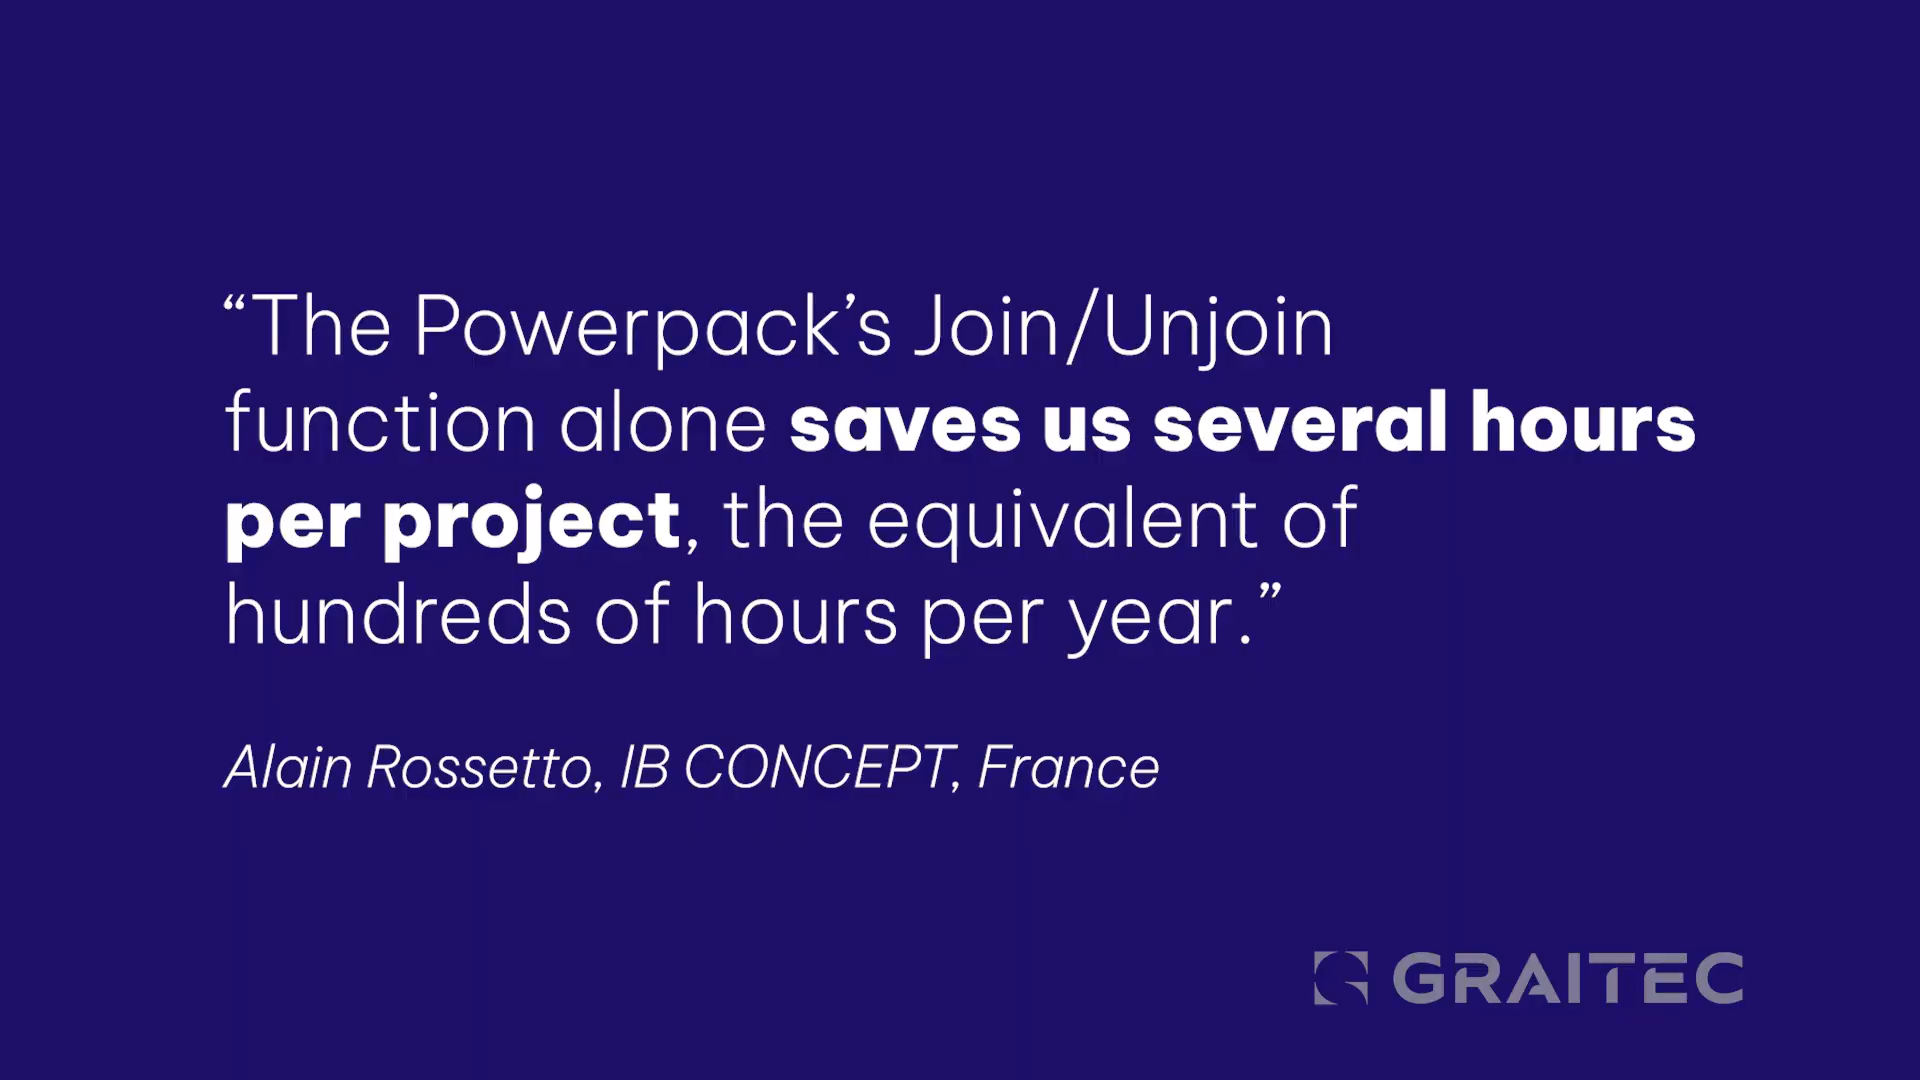 “The Powerpack’s Join/Unjoin
function alone saves us several hours
per project, the equivalent of
hundreds of hours per year.”
Alain Rossetto, IB CONCEPT, France
GRAITEC